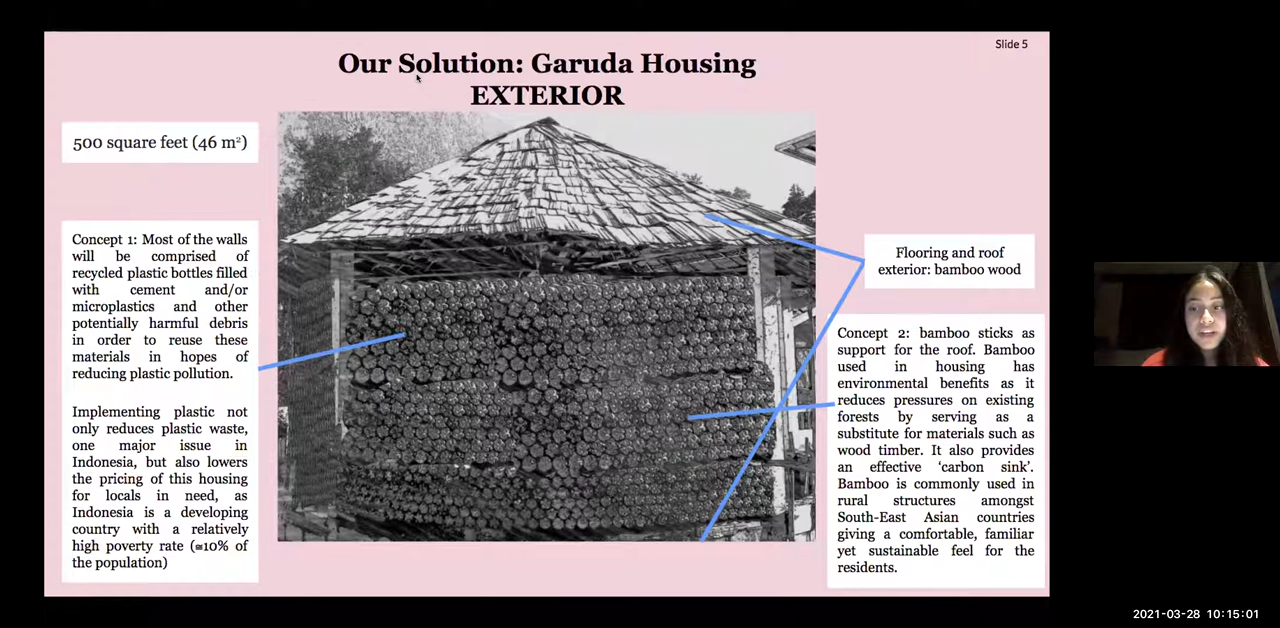 Slide 5
Our Solution: Garuda Housing
EXTERIOR
500 square feet (46 m²)
Concept 1: Most of the walls
will be comprised of
recycled plastic bottles filled
with cement and/or
microplastics and other
potentially harmful debris
in order to reuse these
materials in hopes of
reducing plastic pollution.
Implementing plastic not
only reduces plastic waste,
one major issue in
Indonesia, but also lowers
the pricing of this housing
for locals in need, as
Indonesia is a developing
country with a relatively
high poverty rate (≅10% of
the population)
Flooring and roof
exterior: bamboo wood
Concept 2: bamboo sticks as
support for the roof. Bamboo
used in housing has
environmental benefits as it
reduces pressures on existing
forests by serving as a
substitute for materials such as
wood timber. It also provides
an effective ‘carbon sink’.
Bamboo is commonly used in
rural structures amongst
South-East Asian countries
giving a comfortable, familiar
yet sustainable feel for the
residents.
2021-03-28 10:15:01